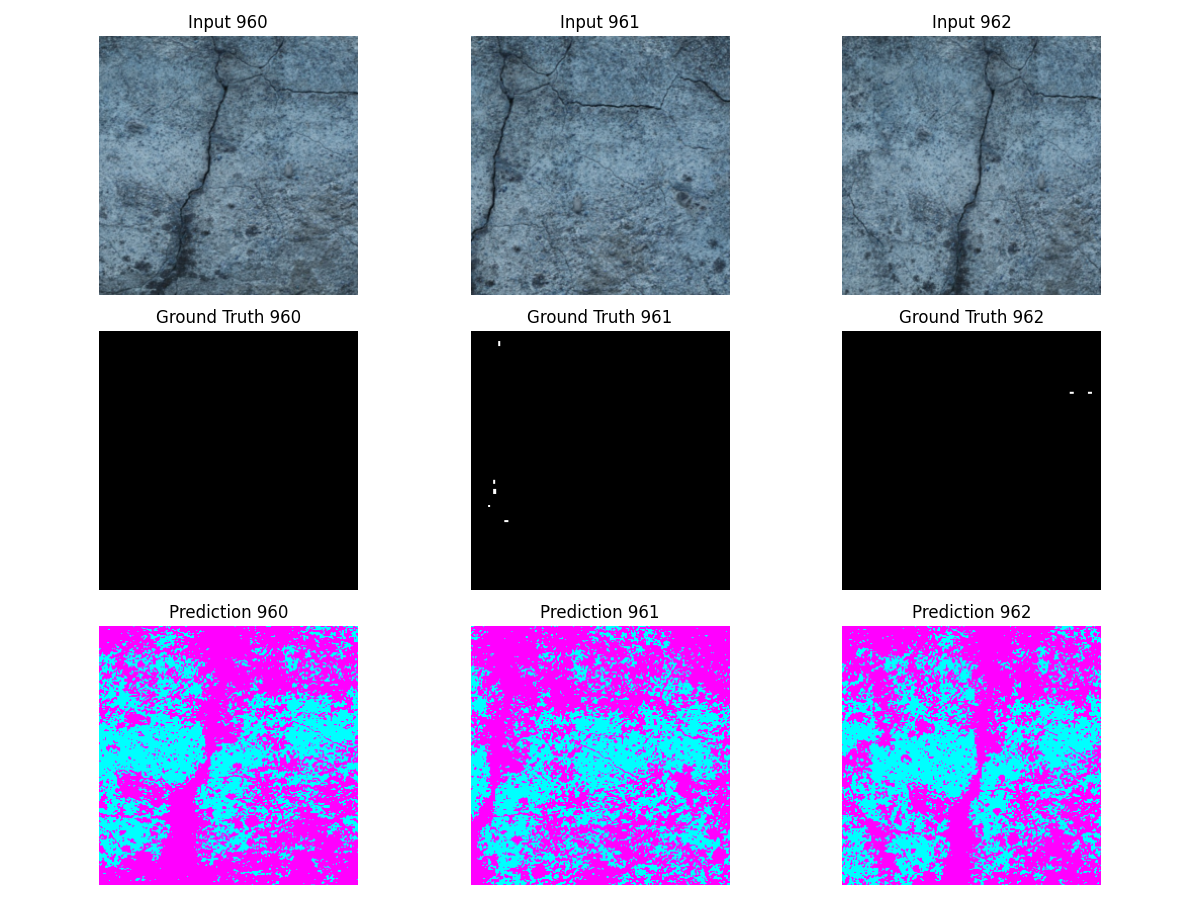 Input 960
Input 961
Input 962
Ground Truth 960
Ground Truth 961
Ground Truth 962
Prediction 960
Prediction 961
Prediction 962